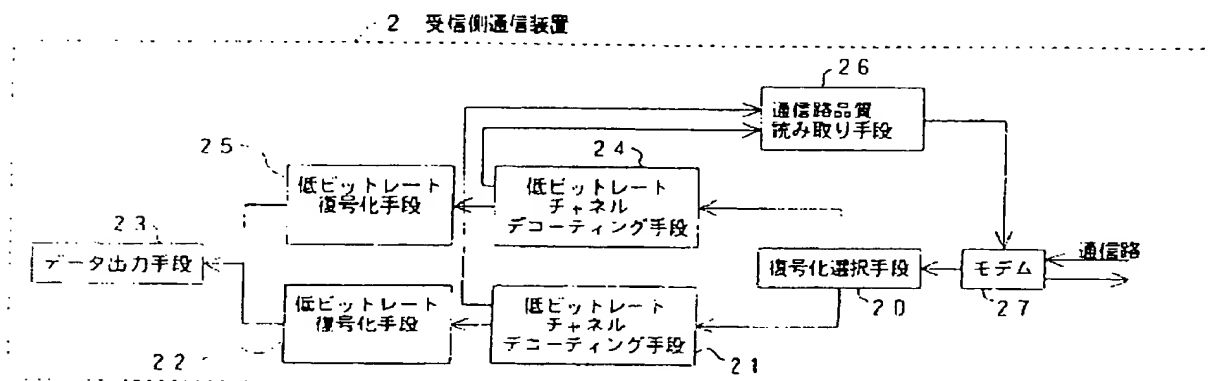 2 受信側通信装置
26
通信路品質
読み取り手段
25
低ビットレート
復号化手段
24
低ビットレート
チャネル
デコーティング手段
23
データ出力手段
復号化選択手段
20
モデム
27
通信路
低ビットレート
復号化手段
22
低ビットレート
チャネル
デコーティング手段
21